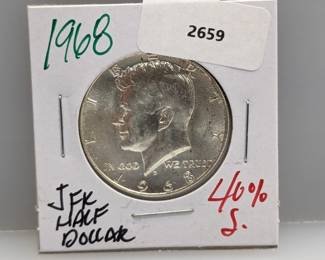 1968
2659
LIBERTY
IN GOD WE TRUST
D
1968
JFK
HALF
DOLLAR
40%
S.